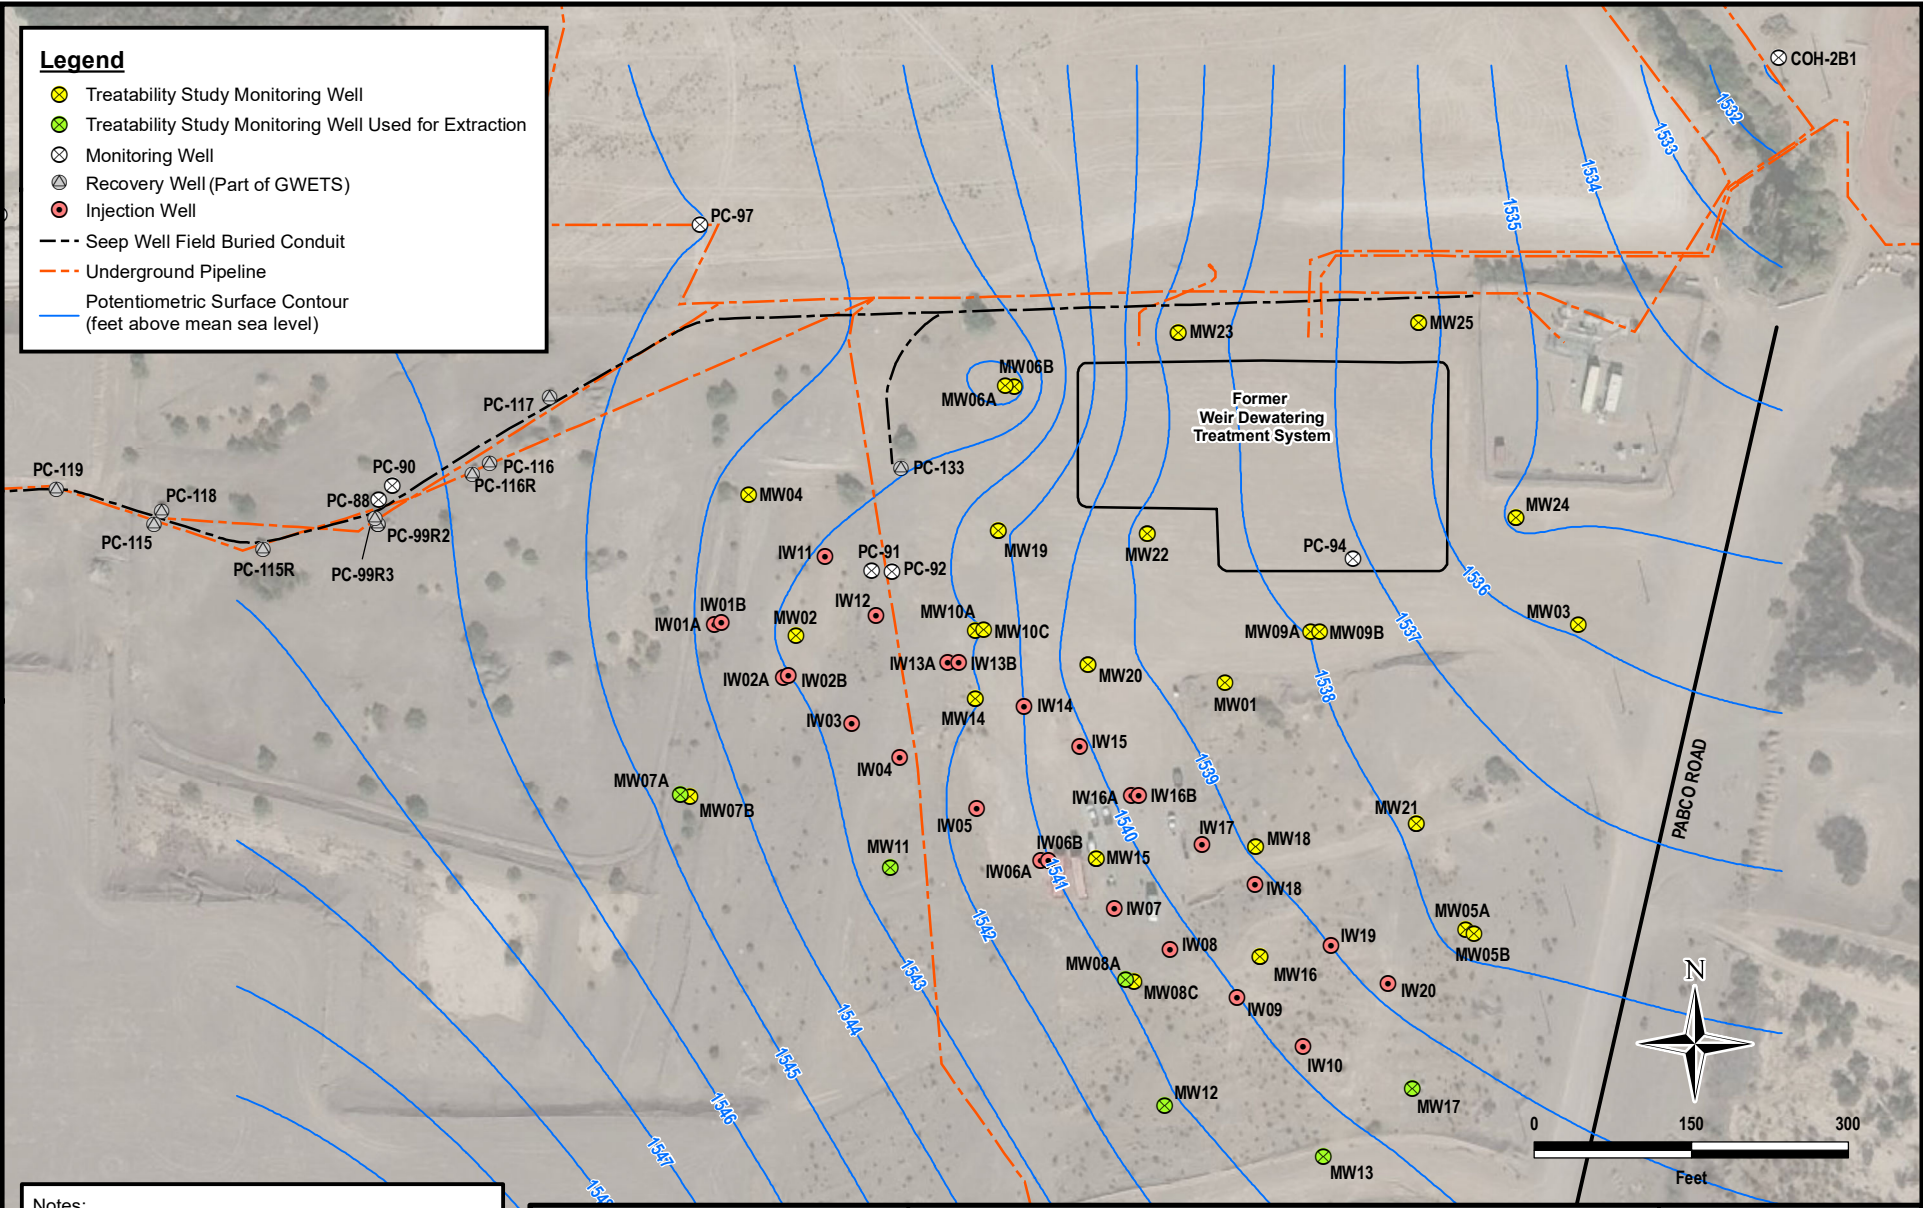 Legend
Treatability Study Monitoring Well
Treatability Study Monitoring Well Used for Extraction
Monitoring Well
Recovery Well (Part of GWETS)
Injection Well
Seep Well Field Buried Conduit
Underground Pipeline
Potentiometric Surface Contour
(feet above mean sea level)
COH-2B1
1532
1533
1534
1535
PC-97
MW23
MW25
MW06B
MW06A
Former
Weir Dewatering
Treatment System
PC-117
PC-133
PC-116
PC-116R
PC-119
PC-90
PC-118
PC-88
MW04
MW24
PC-115
PC-99R2
PC-115R
PC-99R3
IW11
PC-91
PC-92
MW19
MW22
PC-94
1536
IW01B
IW01A
MW02
IW12
MW10A
MW10C
MW09A
MW09B
1537
MW03
IW02A
IW02B
IW13A
IW13B
MW20
MW01
1538
IW03
MW14
IW14
IW15
IW04
1539
PABCO ROAD
MW07A
MW07B
IW05
IW16A
IW16B
1540
IW17
MW18
MW21
MW11
IW06B
IW06A
1541
MW15
IW18
IW07
1542
MW05A
MW05B
IW08
IW19
MW08A
MW08C
MW16
IW20
1543
IW09
1544
IW10
1545
MW12
MW17
1546
1547
MW13
N
0 150 300
Feet
Notes: